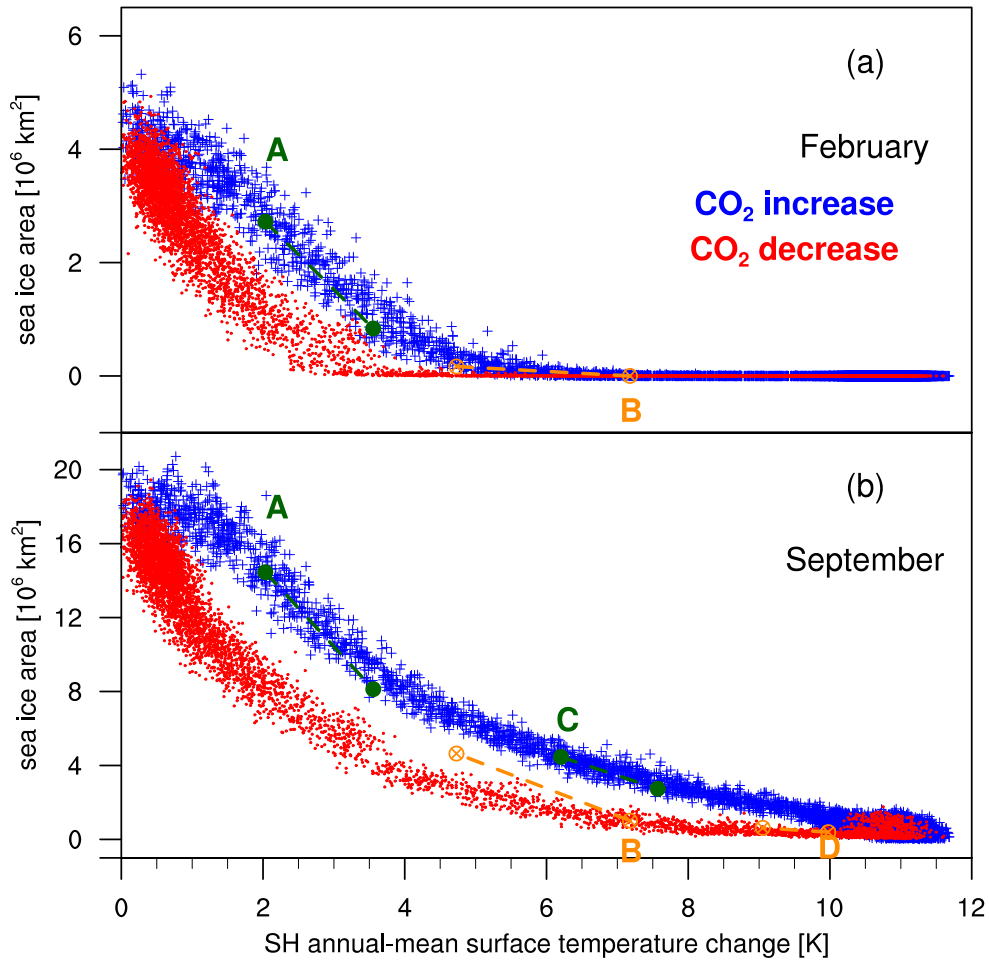 6
4
2
0
sea ice area [10⁶ km²]
(a)
February
CO₂ increase
CO₂ decrease
A
B
20
16
12
8
4
0
sea ice area [10⁶ km²]
(b)
September
A
C
B
D
0 2 4 6 8 10 12
SH annual-mean surface temperature change [K]